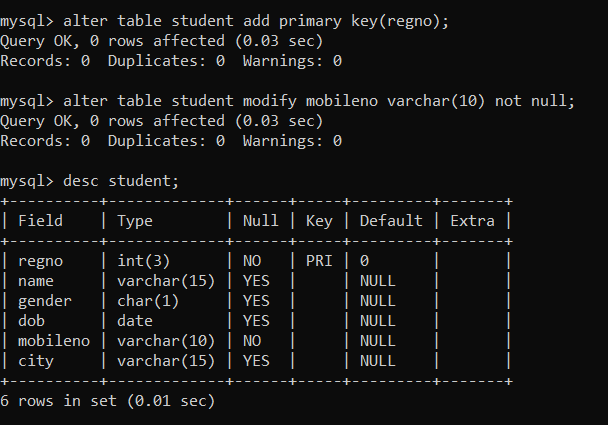 mysql> alter table student add primary key(regno);
Query OK, 0 rows affected (0.03 sec)
Records: 0  Duplicates: 0  Warnings: 0

mysql> alter table student modify mobileno varchar(10) not null;
Query OK, 0 rows affected (0.03 sec)
Records: 0  Duplicates: 0  Warnings: 0

mysql> desc student;
+----------+-------------+------+-----+---------+-------+
| Field    | Type        | Null | Key | Default | Extra |
+----------+-------------+------+-----+---------+-------+
| regno    | int(3)      | NO   | PRI | 0       |       |
| name     | varchar(15) | YES  |     | NULL    |       |
| gender   | char(1)     | YES  |     | NULL    |       |
| dob      | date        | YES  |     | NULL    |       |
| mobileno | varchar(10) | NO   |     | NULL    |       |
| city     | varchar(15) | YES  |     | NULL    |       |
+----------+-------------+------+-----+---------+-------+
6 rows in set (0.01 sec)